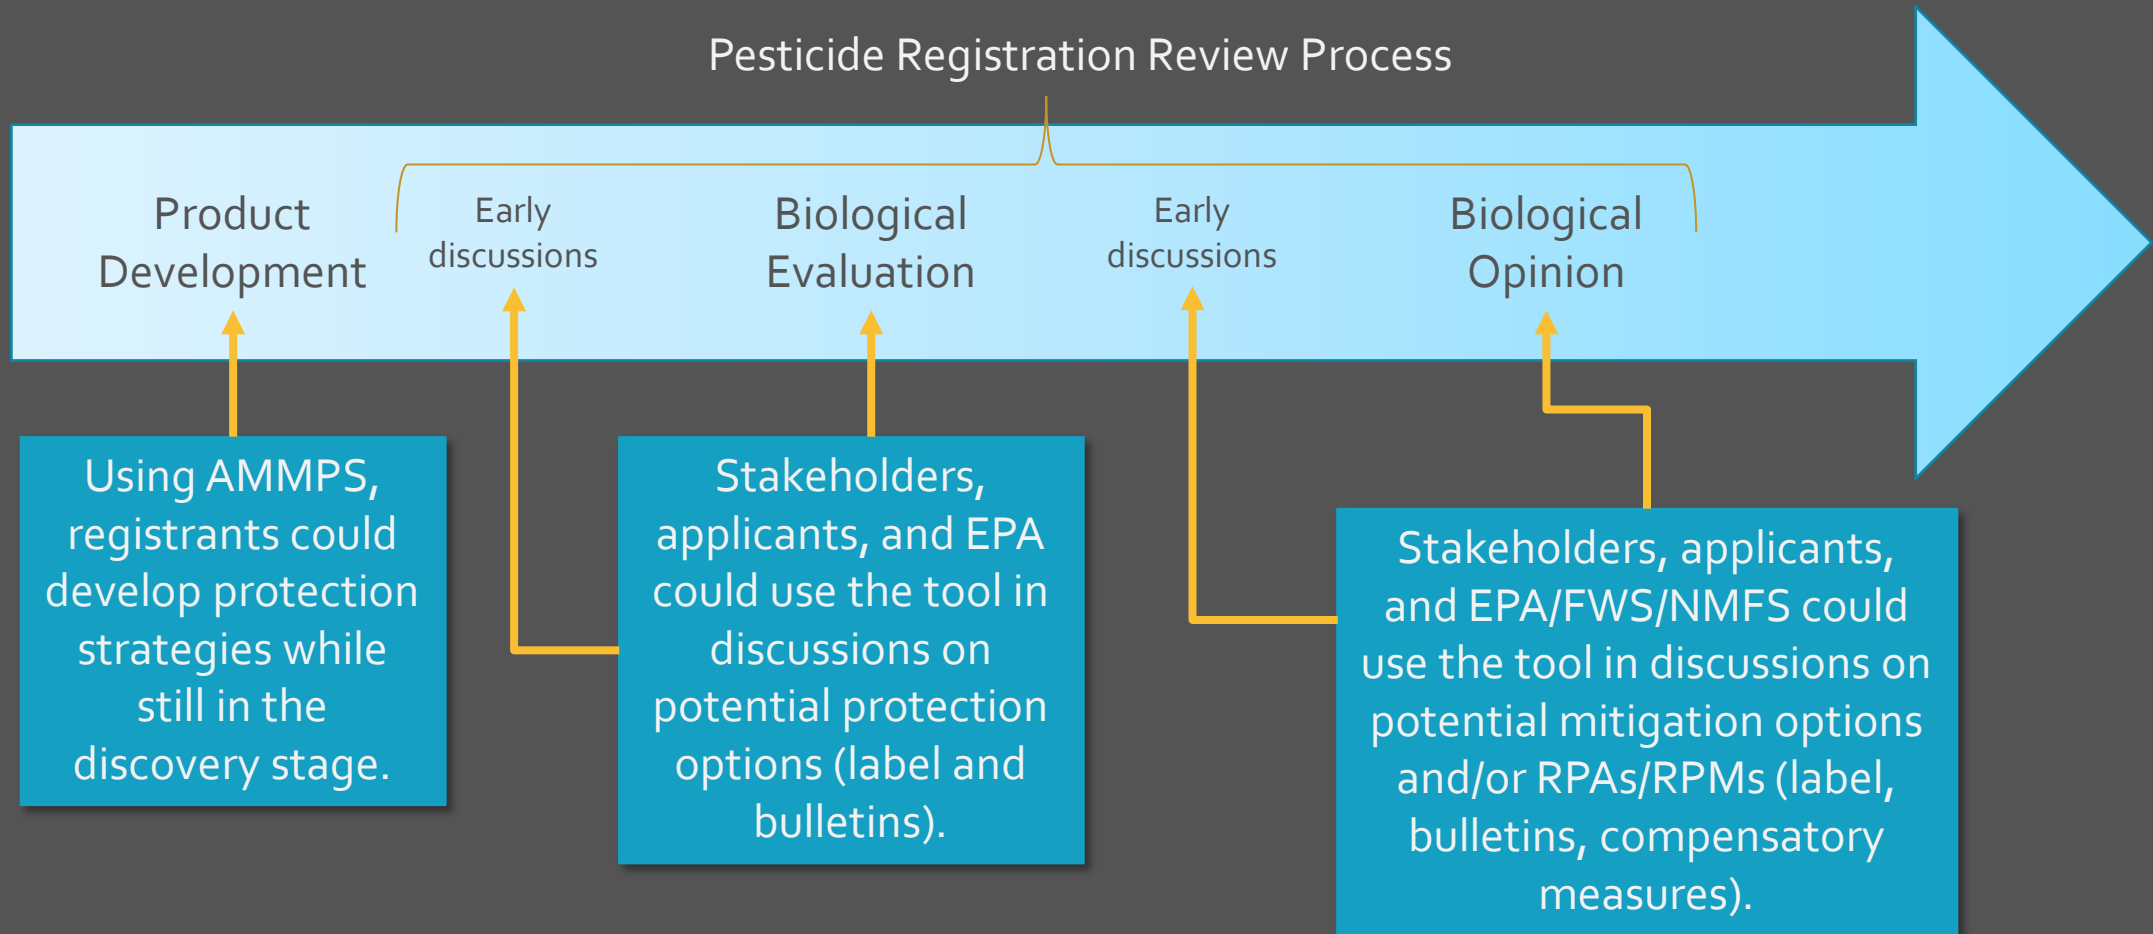 Pesticide Registration Review Process
Product
Development
Early
discussions
Biological
Evaluation
Early
discussions
Biological
Opinion
Using AMMPS,
registrants could
develop protection
strategies while
still in the
discovery stage.
Stakeholders,
applicants, and EPA
could use the tool in
discussions on
potential protection
options (label and
bulletins).
Stakeholders, applicants,
and EPA/FWS/NMFS could
use the tool in discussions on
potential mitigation options
and/or RPAs/RPMs (label,
bulletins, compensatory
measures).